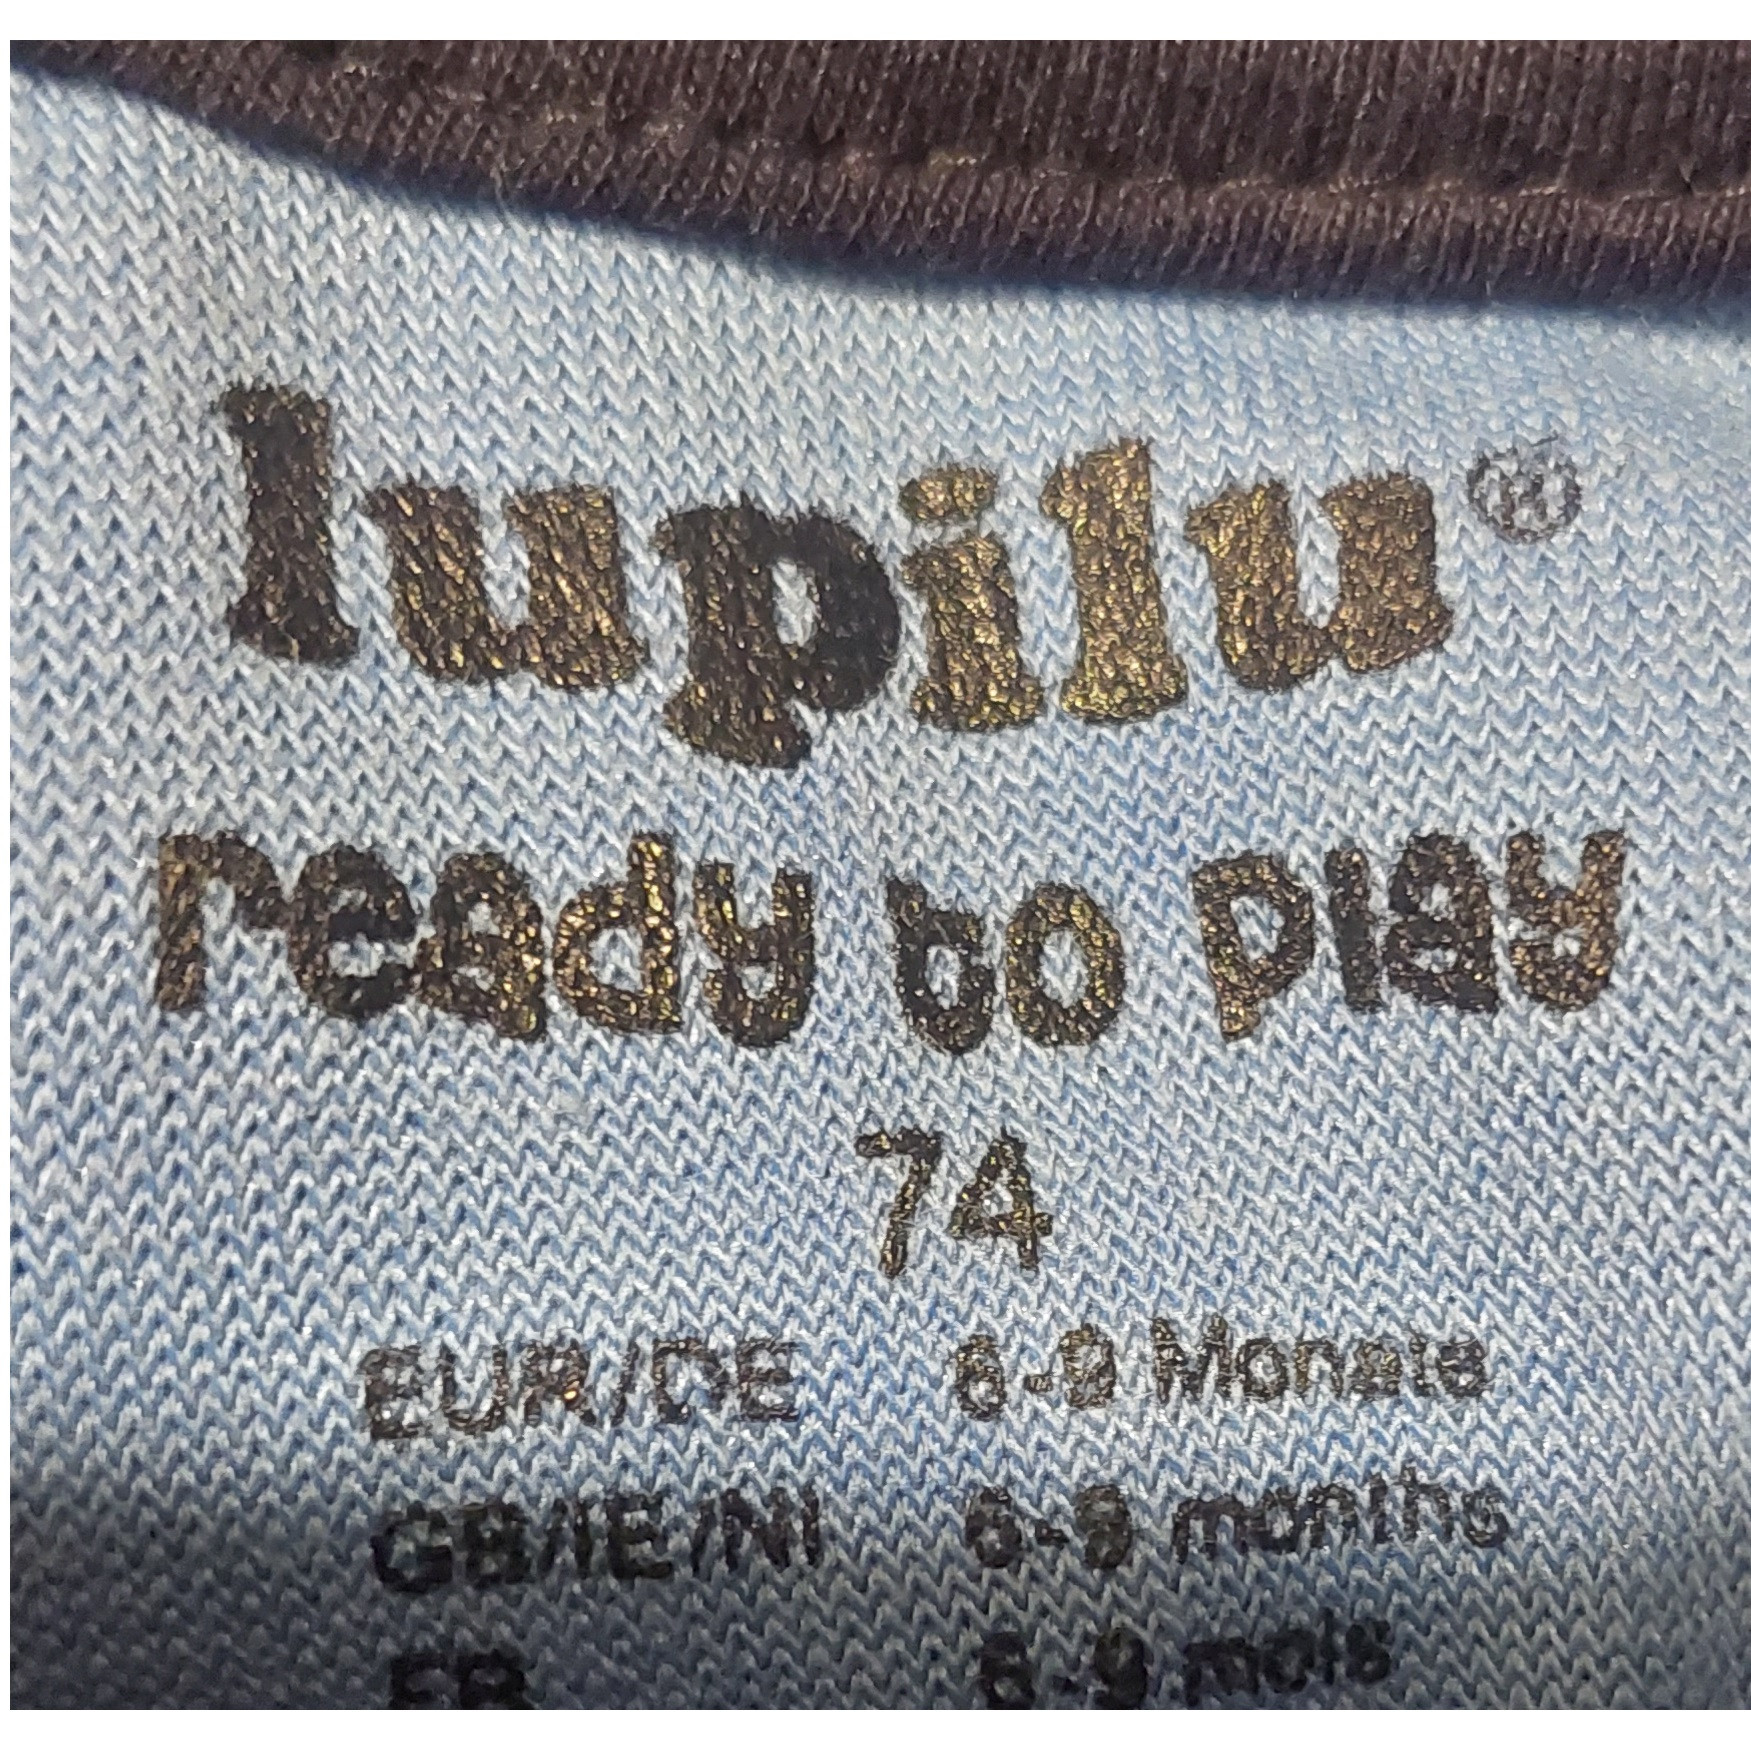 lupilu®
ready to play
74
EUR/DE 6-9 Monate
GB/IE/NI 6-9 months
FR 6-9 mois